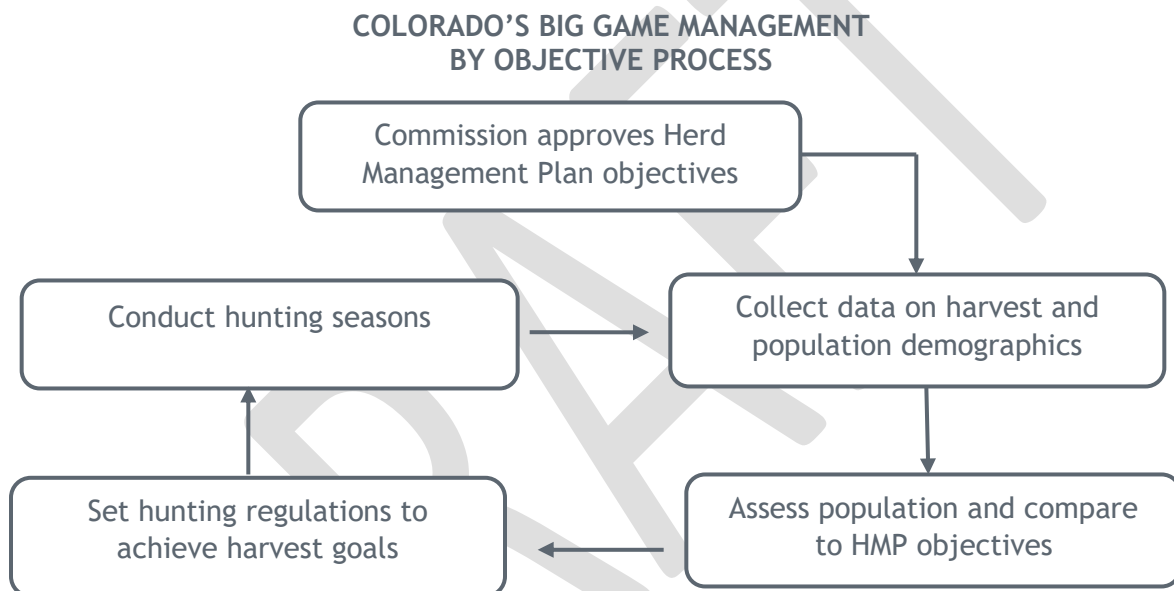 COLORADO’S BIG GAME MANAGEMENT
BY OBJECTIVE PROCESS
Commission approves Herd
Management Plan objectives
Conduct hunting seasons
Collect data on harvest and
population demographics
Set hunting regulations to
achieve harvest goals
Assess population and compare
to HMP objectives
DRAFT